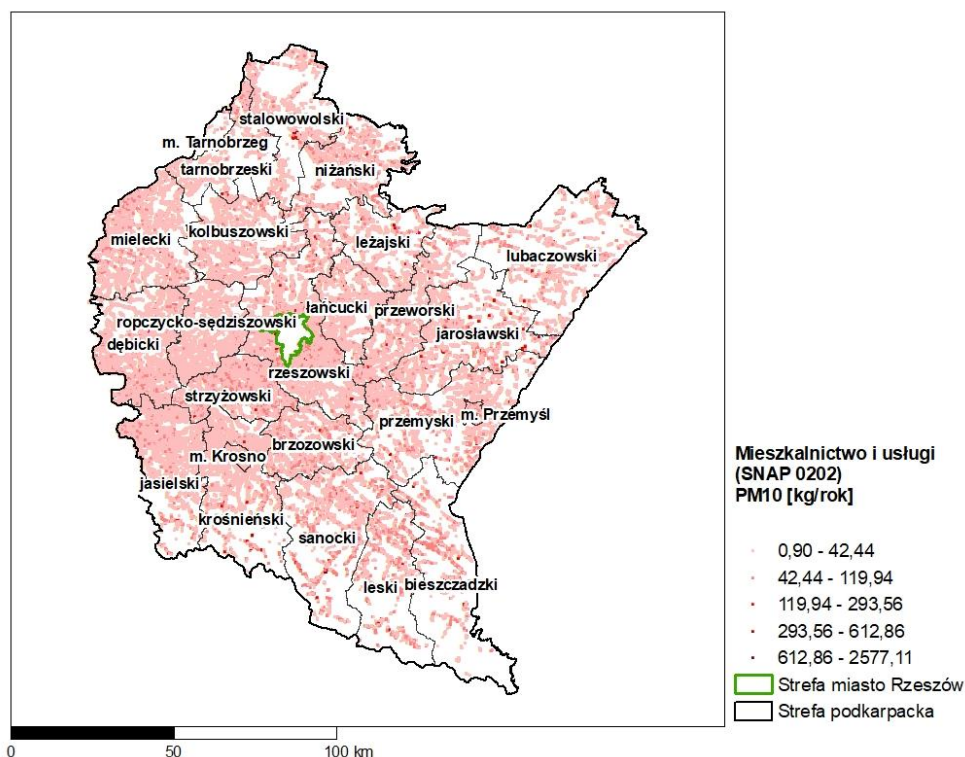 stalowowolski
m. Tarnobrzeg
tarnobrzeski
niżański
kolbuszowski
mielecki
leżajski
lubaczowski
łańcucki
przeworski
ropczycko-sędziszowski
jarosławski
dębicki
rzeszowski
strzyżowski
m. Przemyśl
przemyski
brzozowski
m. Krosno
jasielski
krośnieński
sanocki
leski
bieszczadzki
Mieszkalnictwo i usługi
(SNAP 0202)
PM10 [kg/rok]
0,90 - 42,44
42,44 - 119,94
119,94 - 293,56
293,56 - 612,86
612,86 - 2577,11
Strefa miasto Rzeszów
Strefa podkarpacka
0 50 100 km